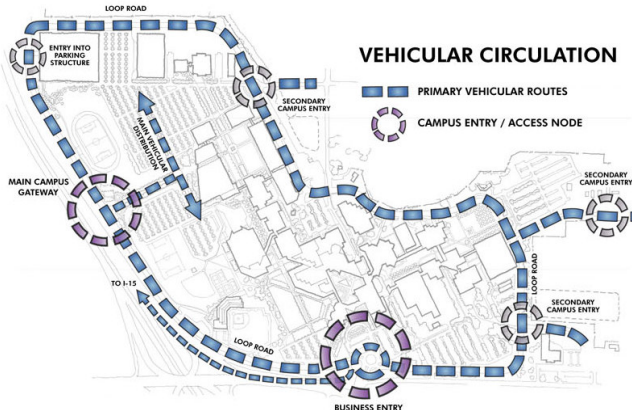 LOOP ROAD
ENTRY INTO
PARKING
STRUCTURE
VEHICULAR CIRCULATION
PRIMARY VEHICULAR ROUTES
CAMPUS ENTRY / ACCESS NODE
SECONDARY
CAMPUS ENTRY
MAIN VEHICULAR
DISTRIBUTION
MAIN CAMPUS
GATEWAY
SECONDARY
CAMPUS ENTRY
LOOP ROAD
TO I-15
SECONDARY
CAMPUS ENTRY
LOOP ROAD
BUSINESS ENTRY